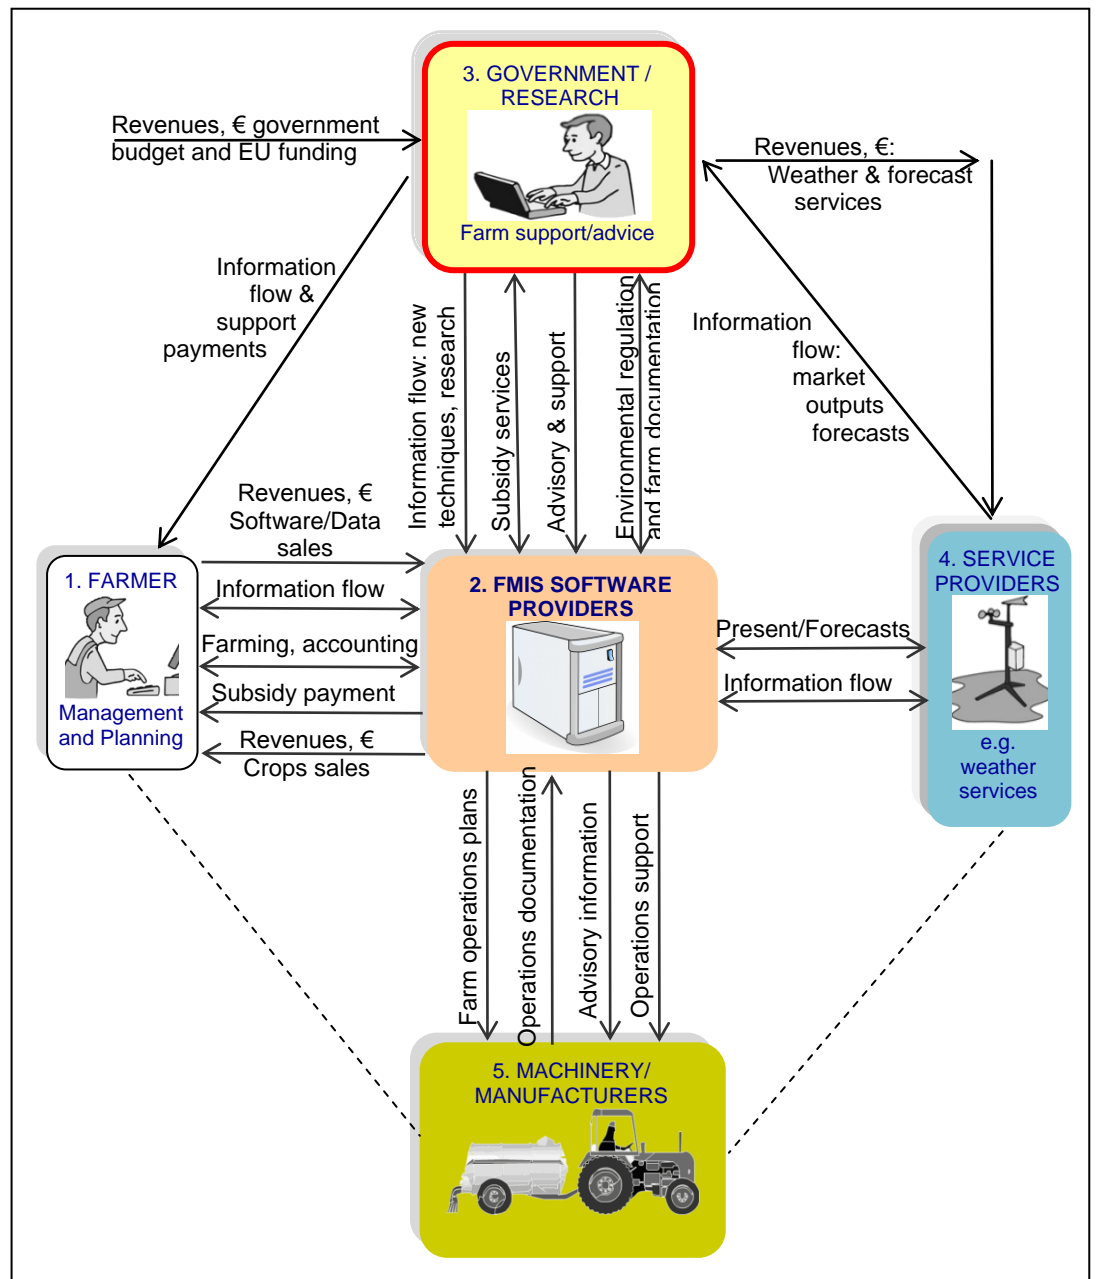 3. GOVERNMENT /
RESEARCH
Farm support/advice
Revenues, € government
budget and EU funding
Revenues, €:
Weather & forecast
services
Information
flow &
support
payments
Information flow: new
techniques, research
Subsidy services
Advisory & support
Environmental regulation
and farm documentation
Information
flow:
market
outputs
forecasts
Revenues, €
Software/Data
sales
1. FARMER
Management
and Planning
Information flow
Farming, accounting
Subsidy payment
Revenues, €
Crops sales
2. FMIS SOFTWARE
PROVIDERS
Present/Forecasts
Information flow
4. SERVICE
PROVIDERS
e.g.
weather
services
Farm operations plans
Operations documentation
Advisory information
Operations support
5. MACHINERY/
MANUFACTURERS